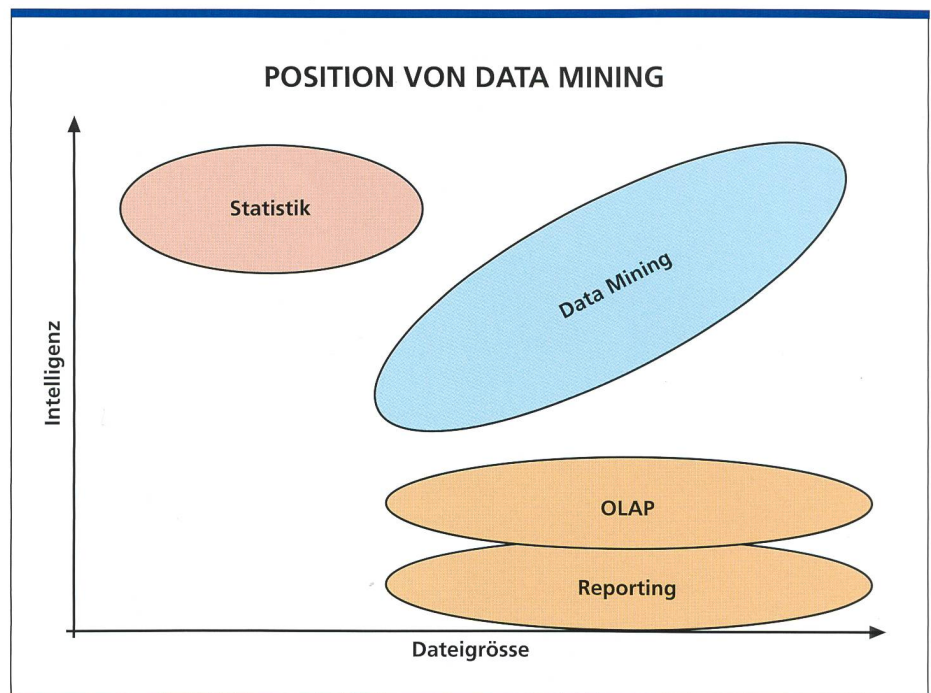 POSITION VON DATA MINING
Statistik
Data Mining
Intelligenz
OLAP
Reporting
Dateigrösse